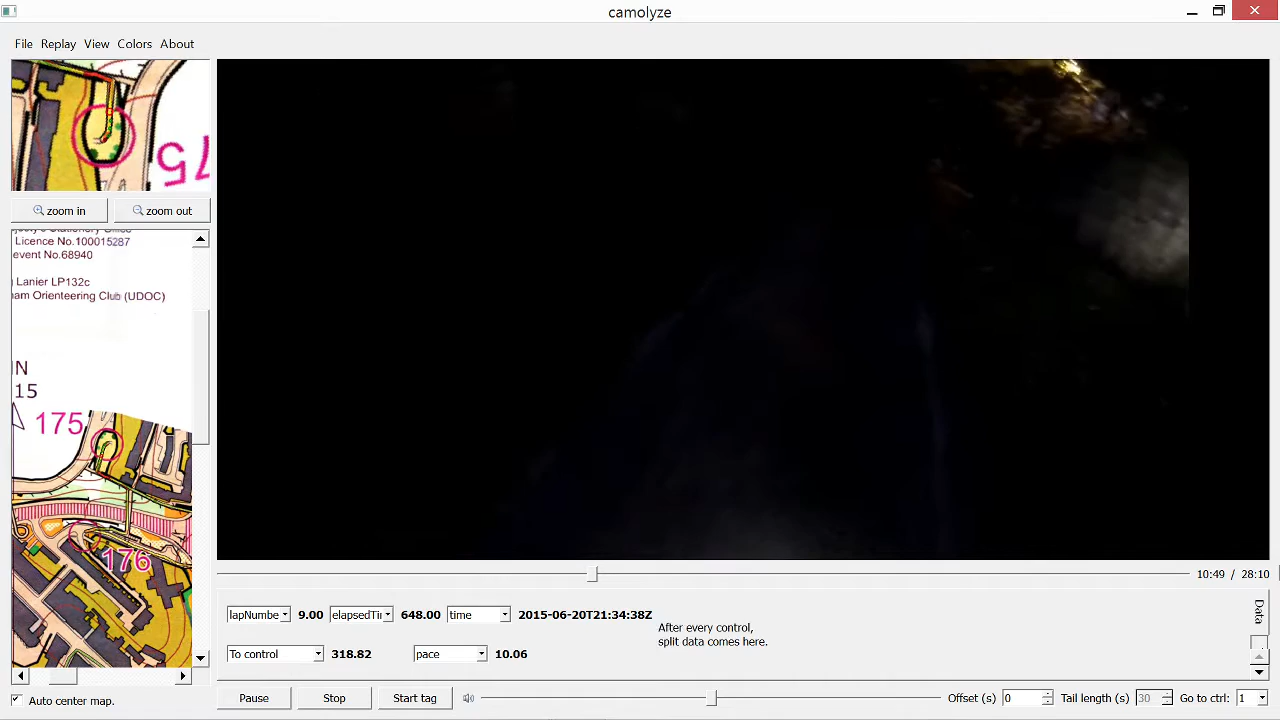 camolyze
File Replay View Colors About
75
zoom in zoom out
Licence No.100015287
event No.68940
Lanier LP132c
am Orienteering Club (UDOC)
N
15
175
176
10:49 / 28:10
lapNumbe 9.00 elapsedTi 648.00 time 2015-06-20T21:34:38Z
After every control,
split data comes here.
To control 318.82 pace 10.06
Data
Auto center map.
Pause Stop Start tag Offset (s) 0 Tail length (s) 30 Go to ctrl: 1